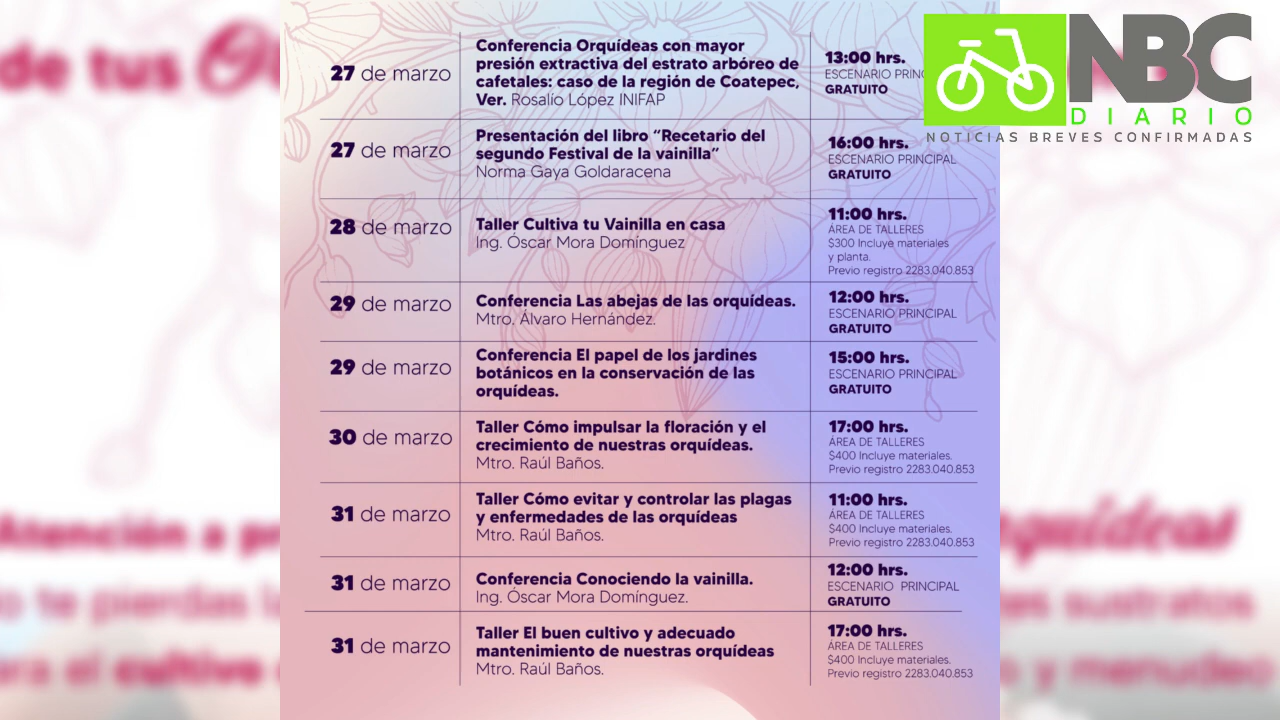 de tus
NBC
DIARIO
NOTICIAS BREVES CONFIRMADAS
27 de marzo
Conferencia Orquídeas con mayor
presión extractiva del estrato arbóreo de
cafetales: caso de la región de Coatepec,
Ver. Rosalío López INIFAP
13:00 hrs.
ESCENARIO
GRATUITO
27 de marzo
Presentación del libro “Recetario del
segundo Festival de la vainilla”
Norma Gaya Goldaracena
16:00 hrs.
ESCENARIO PRINCIPAL
GRATUITO
28 de marzo
Taller Cultiva tu Vainilla en casa
Ing. Óscar Mora Domínguez
11:00 hrs.
ÁREA DE TALLERES
$300 Incluye materiales
y planta.
Previo registro 2283.040.853
29 de marzo
Conferencia Las abejas de las orquídeas.
Mtro. Álvaro Hernández.
12:00 hrs.
ESCENARIO PRINCIPAL
GRATUITO
29 de marzo
Conferencia El papel de los jardines
botánicos en la conservación de las
orquídeas.
15:00 hrs.
ESCENARIO PRINCIPAL
GRATUITO
30 de marzo
Taller Cómo impulsar la floración y el
crecimiento de nuestras orquídeas.
Mtro. Raúl Baños.
17:00 hrs.
ÁREA DE TALLERES
$400 Incluye materiales.
Previo registro 2283.040.853
31 de marzo
Taller Cómo evitar y controlar las plagas
y enfermedades de las orquídeas
Mtro. Raúl Baños.
11:00 hrs.
ÁREA DE TALLERES
$400 Incluye materiales.
Previo registro 2283.040.853
31 de marzo
Conferencia Conociendo la vainilla.
Ing. Óscar Mora Domínguez.
12:00 hrs.
ESCENARIO PRINCIPAL
GRATUITO
31 de marzo
Taller El buen cultivo y adecuado
mantenimiento de nuestras orquídeas
Mtro. Raúl Baños.
17:00 hrs.
ÁREA DE TALLERES
$400 Incluye materiales.
Previo registro 2283.040.853
Atención a
orquídeas
sustratos
el cultivo
y menudeo